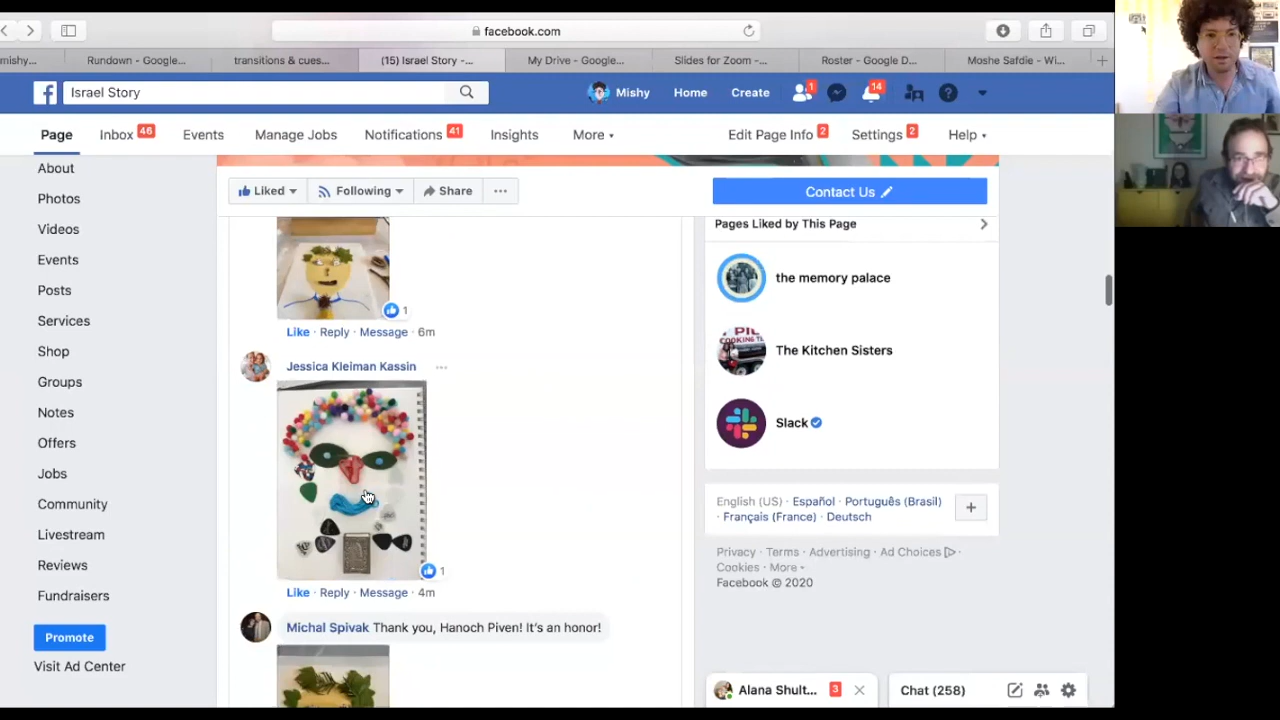 facebook.com
mishy...
Rundown - Google...
transitions & cues...
(15) Israel Story -...
My Drive - Google...
Slides for Zoom -...
Roster - Google D...
Moshe Safdie - Wi...
Israel Story
Mishy
Home
Create
1
14
Page
Inbox 46
Events
Manage Jobs
Notifications 41
Insights
More
Edit Page Info 2
Settings 2
Help
About
Photos
Videos
Events
Posts
Services
Shop
Groups
Notes
Offers
Jobs
Community
Livestream
Reviews
Fundraisers
Promote
Visit Ad Center
Liked
Following
Share
...
Contact Us
1
Like · Reply · Message · 6m
Jessica Kleiman Kassin
1
Like · Reply · Message · 4m
Michal Spivak Thank you, Hanoch Piven! It's an honor!
Pages Liked by This Page
the memory palace
The Kitchen Sisters
Slack
English (US) · Español · Português (Brasil) ·
Français (France) · Deutsch
Privacy · Terms · Advertising · Ad Choices ·
Cookies · More
Facebook © 2020
Alana Shult... 3
Chat (258)